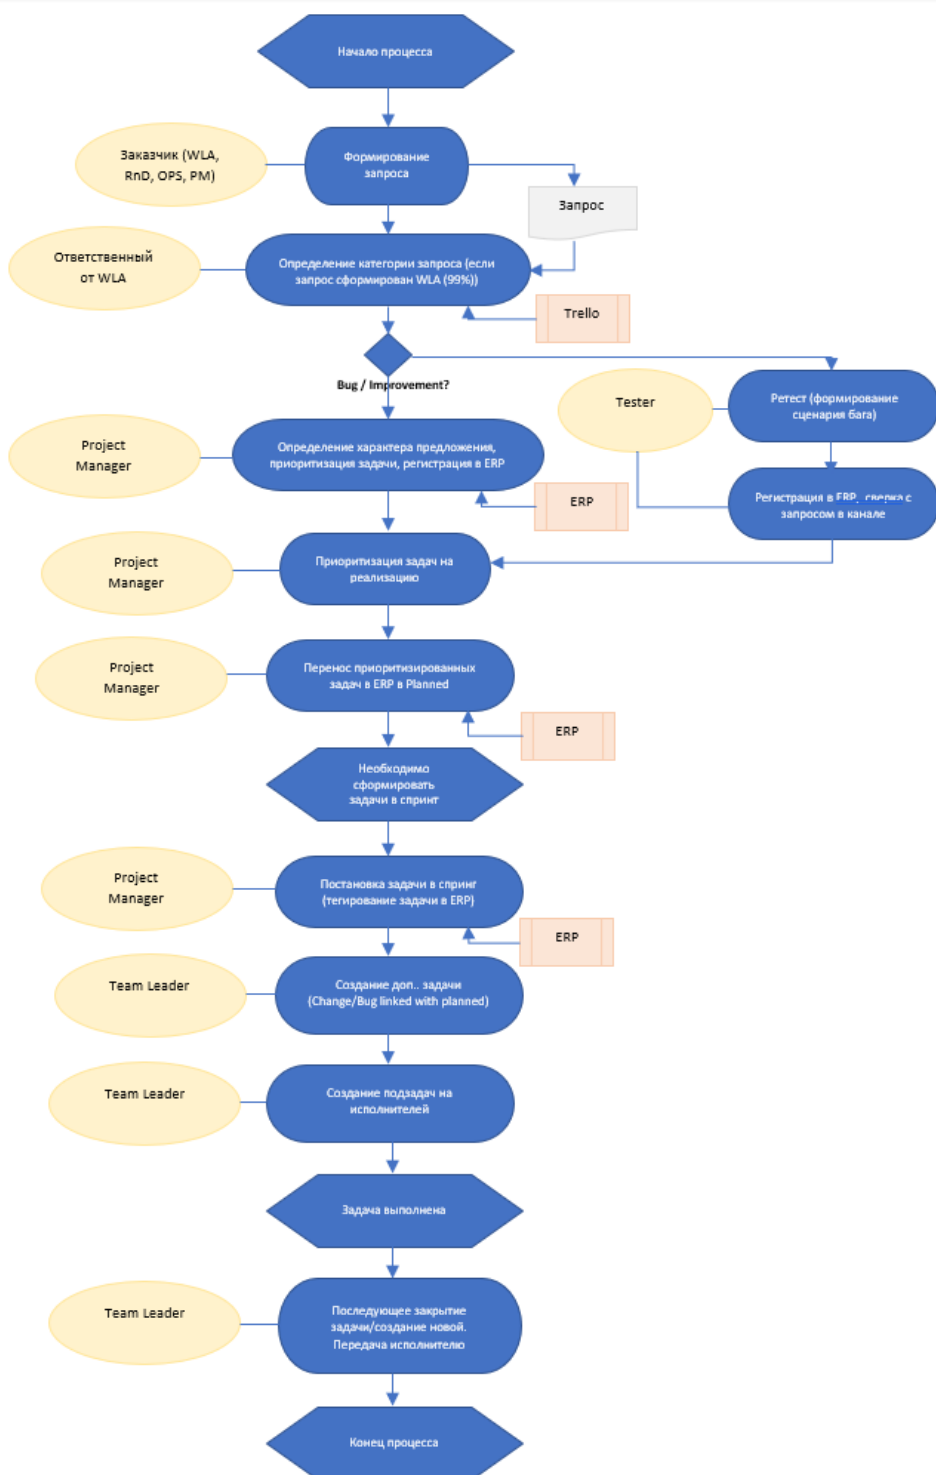 Начало процесса
Заказчик (WLA,
RnD, OPS, PM)
Формирование
запроса
Запрос
Ответственный
от WLA
Определение категории запроса (если
запрос сформирован WLA (99%))
Trello
Bug / Improvement?
Tester
Ретест (формирование
сценария бага)
Project
Manager
Определение характера предложения,
приоритизация задачи, регистрация в ERP
ERP
Регистрация в ERP, сверка с
запросом в канале
Project
Manager
Приоритизация задач на
реализацию
Project
Manager
Перенос приоритизированных
задач в ERP в Planned
ERP
Необходимо
сформировать
задачи в спринт
Project
Manager
Постановка задачи в спринг
(тегирование задачи в ERP)
ERP
Team Leader
Создание доп.. задачи
(Change/Bug linked with planned)
Team Leader
Создание подзадач на
исполнителей
Задача выполнена
Team Leader
Последующее закрытие
задачи/создание новой.
Передача исполнителю
Конец процесса